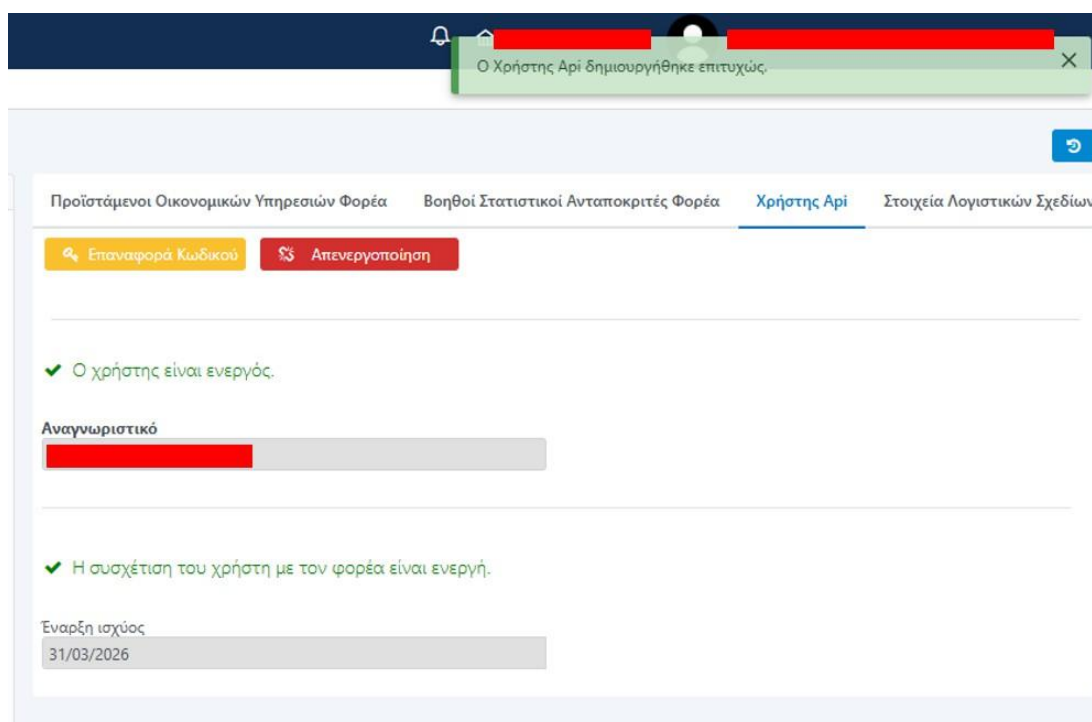 Ο Χρήστης Api δημιουργήθηκε επιτυχώς.
Προϊστάμενοι Οικονομικών Υπηρεσιών Φορέα Βοηθοί Στατιστικοί Ανταποκριτές Φορέα Χρήστης Api Στοιχεία Λογιστικών Σχεδίων
Επαναφορά Κωδικού Απενεργοποίηση
Ο χρήστης είναι ενεργός.
Αναγνωριστικό
Η συσχέτιση του χρήστη με τον φορέα είναι ενεργή.
Έναρξη ισχύος
31/03/2026